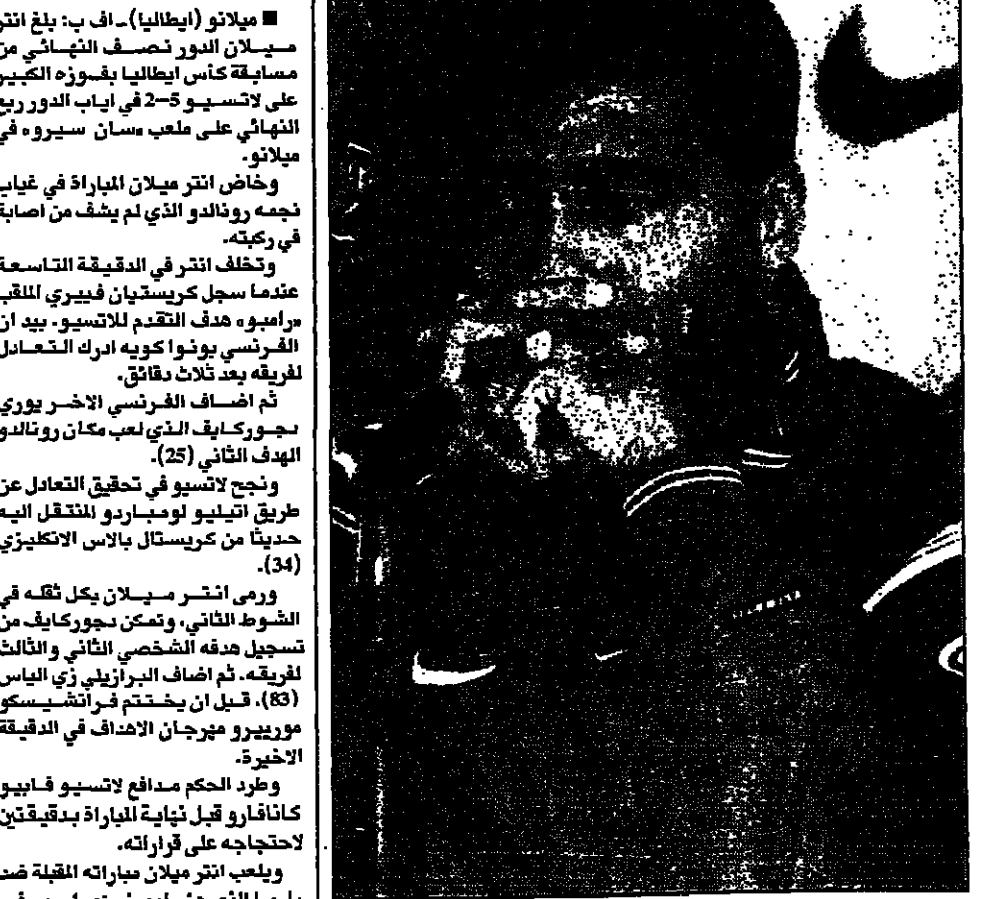 ■ ميلانو (ايطاليا)ـ اف ب: بلغ انتر
ميلان الدور نصف النهائي من
مسابقة كأس ايطاليا بفوزه الكبير
على لاتسيو 5–2 في اياب الدور ربع
النهائي على ملعب «سان سيرو» في
ميلانو.
وخاض انتر ميلان المباراة في غياب
نجمه رونالدو الذي لم يشف من اصابة
في ركبته.
وتخلف انتر في الدقيقة التاسعة
عندما سجل كريستيان فييري الملقب
«رامبو» هدف التقدم للاتسيو. بيد ان
الفرنسي بونوا كويه ادرك التعادل
لفريقه بعد ثلاث دقائق.
ثم اضاف الفرنسي الاخر يوري
دجوركايف الذي لعب مكان رونالدو
الهدف الثاني (25).
ونجح لاتسيو في تحقيق التعادل عن
طريق اتيليو لومباردو المنتقل اليه
حديثا من كريستال بالاس الانكليزي
(34).
ورمى انتر ميلان بكل ثقله في
الشوط الثاني، وتمكن دجوركايف من
تسجيل هدفه الشخصي الثاني والثالث
لفريقه. ثم اضاف البرازيلي زي الياس
(83)، قبل ان يختتم فرانشيسكو
مورييرو مهرجان الاهداف في الدقيقة
الاخيرة.
وطرد الحكم مدافع لاتسيو فابيو
كانافارو قبل نهاية المباراة بدقيقتين
لاحتجاجه على قراراته.
ويلعب انتر ميلان مباراته المقبلة ضد